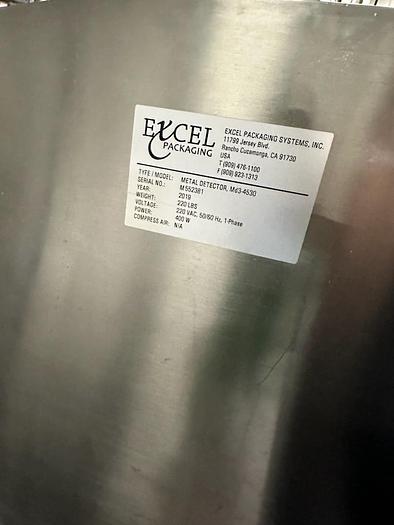 EXCEL
PACKAGING
EXCEL PACKAGING SYSTEMS, INC.
11799 Jersey Blvd.
Rancho Cucamonga, CA 91730
USA
T (909) 476-1100
F (909) 923-1313
TYPE / MODEL: METAL DETECTOR, Md3-4530
SERIAL NO.: M552381
YEAR: 2019
WEIGHT: 220 LBS
VOLTAGE: 220 VAC, 50/60 Hz, 1-Phase
POWER: 400 W
COMPRESS AIR: N/A